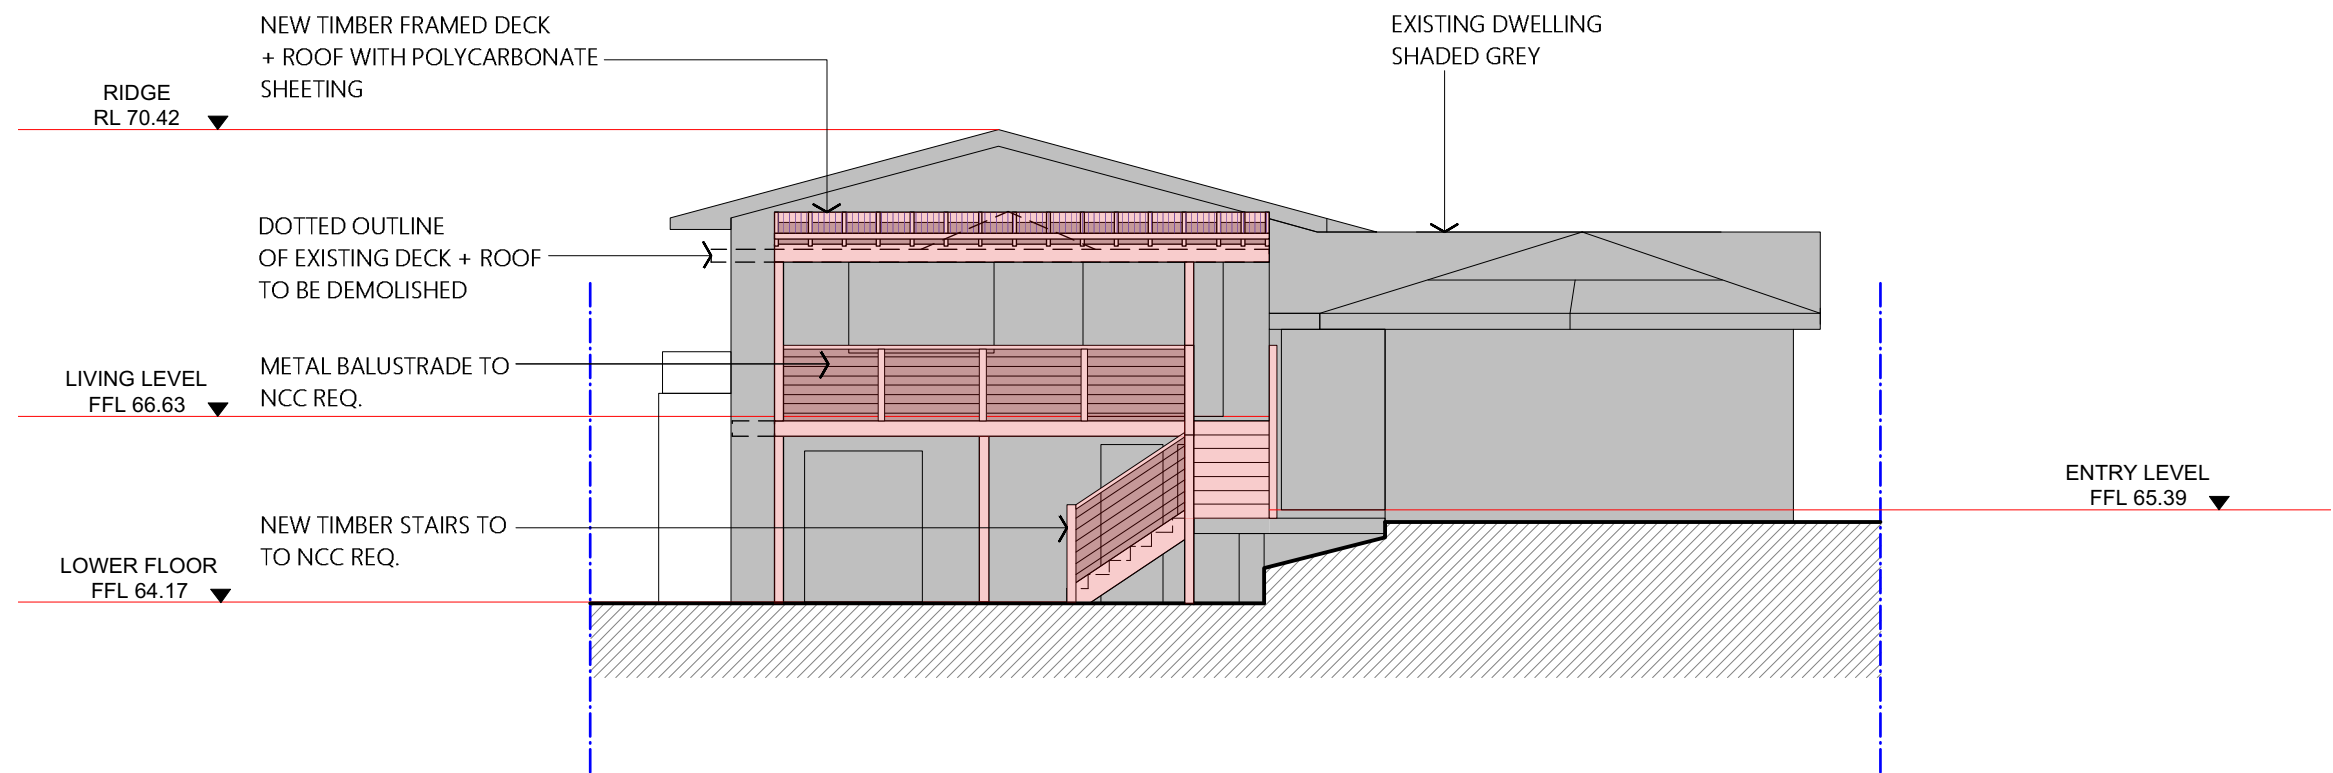 NEW TIMBER FRAMED DECK
+ ROOF WITH POLYCARBONATE
SHEETING
EXISTING DWELLING
SHADED GREY
RIDGE
RL 70.42
DOTTED OUTLINE
OF EXISTING DECK + ROOF
TO BE DEMOLISHED
METAL BALUSTRADE TO
NCC REQ.
LIVING LEVEL
FFL 66.63
ENTRY LEVEL
FFL 65.39
NEW TIMBER STAIRS TO
TO NCC REQ.
LOWER FLOOR
FFL 64.17